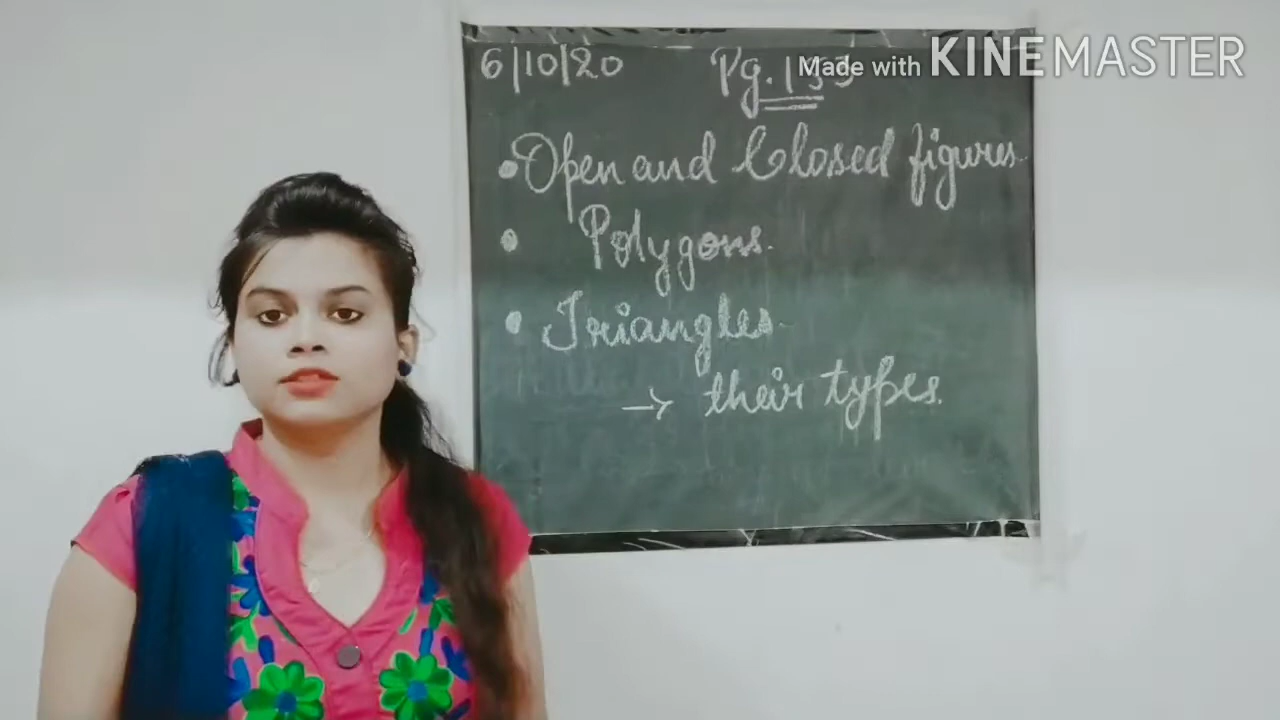 6/10/20 Pg.
Made with KINEMASTER
• Open and Closed figures.
• Polygons.
• Triangles.
→ their types.